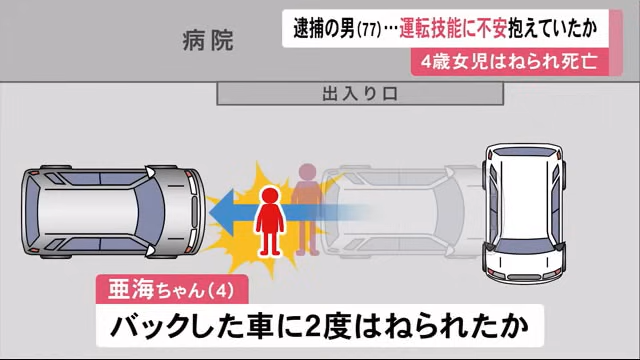 逮捕の男(77)…運転技能に不安抱えていたか
4歳女児はねられ死亡
病院
出入り口
亜海ちゃん(4)
バックした車に2度はねられたか